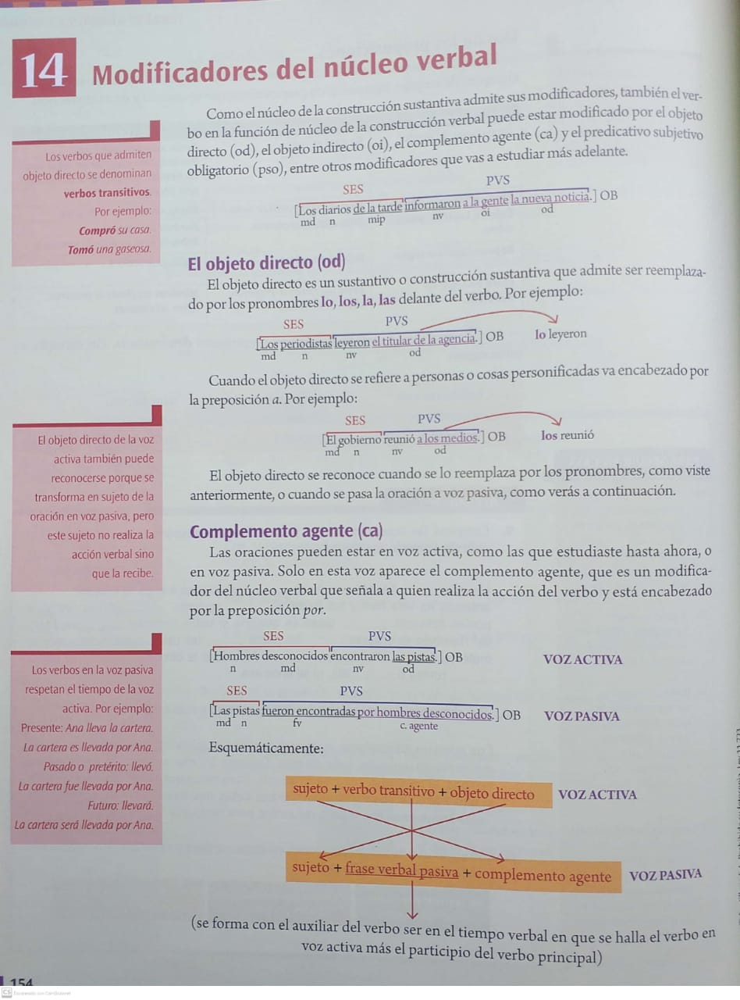 14 Modificadores del núcleo verbal
Como el núcleo de la construcción sustantiva admite sus modificadores, también el ver-
bo en la función de núcleo de la construcción verbal puede estar modificado por el objeto
directo (od), el objeto indirecto (oi), el complemento agente (ca) y el predicativo subjetivo
obligatorio (pso), entre otros modificadores que vas a estudiar más adelante.
SES PVS
[Los diarios de la tarde informaron a la gente la nueva noticia.] OB
md n mip nv oi od
Los verbos que admiten
objeto directo se denominan
verbos transitivos.
Por ejemplo:
Compró su casa.
Tomó una gaseosa.
El objeto directo (od)
El objeto directo es un sustantivo o construcción sustantiva que admite ser reemplaza-
do por los pronombres lo, los, la, las delante del verbo. Por ejemplo:
SES PVS
[Los periodistas leyeron el titular de la agencia.] OB lo leyeron
md n nv od
Cuando el objeto directo se refiere a personas o cosas personificadas va encabezado por
la preposición a. Por ejemplo:
SES PVS
[El gobierno reunió a los medios.] OB los reunió
md n nv od
El objeto directo se reconoce cuando se lo reemplaza por los pronombres, como viste
anteriormente, o cuando se pasa la oración a voz pasiva, como verás a continuación.
El objeto directo de la voz
activa también puede
reconocerse porque se
transforma en sujeto de la
oración en voz pasiva, pero
este sujeto no realiza la
acción verbal sino
que la recibe.
Complemento agente (ca)
Las oraciones pueden estar en voz activa, como las que estudiaste hasta ahora, o
en voz pasiva. Solo en esta voz aparece el complemento agente, que es un modifica-
dor del núcleo verbal que señala a quien realiza la acción del verbo y está encabezado
por la preposición por.
SES PVS
[Hombres desconocidos encontraron las pistas.] OB VOZ ACTIVA
n md nv od
SES PVS
[Las pistas fueron encontradas por hombres desconocidos.] OB VOZ PASIVA
md n fv c. agente
Los verbos en la voz pasiva
respetan el tiempo de la voz
activa. Por ejemplo:
Presente: Ana lleva la cartera.
La cartera es llevada por Ana.
Pasado o pretérito: llevó.
La cartera fue llevada por Ana.
Futuro: llevará.
La cartera será llevada por Ana.
Esquemáticamente:
sujeto + verbo transitivo + objeto directo VOZ ACTIVA
sujeto + frase verbal pasiva + complemento agente VOZ PASIVA
(se forma con el auxiliar del verbo ser en el tiempo verbal en que se halla el verbo en
voz activa más el participio del verbo principal)
154
CS Escaneado con CamScanner